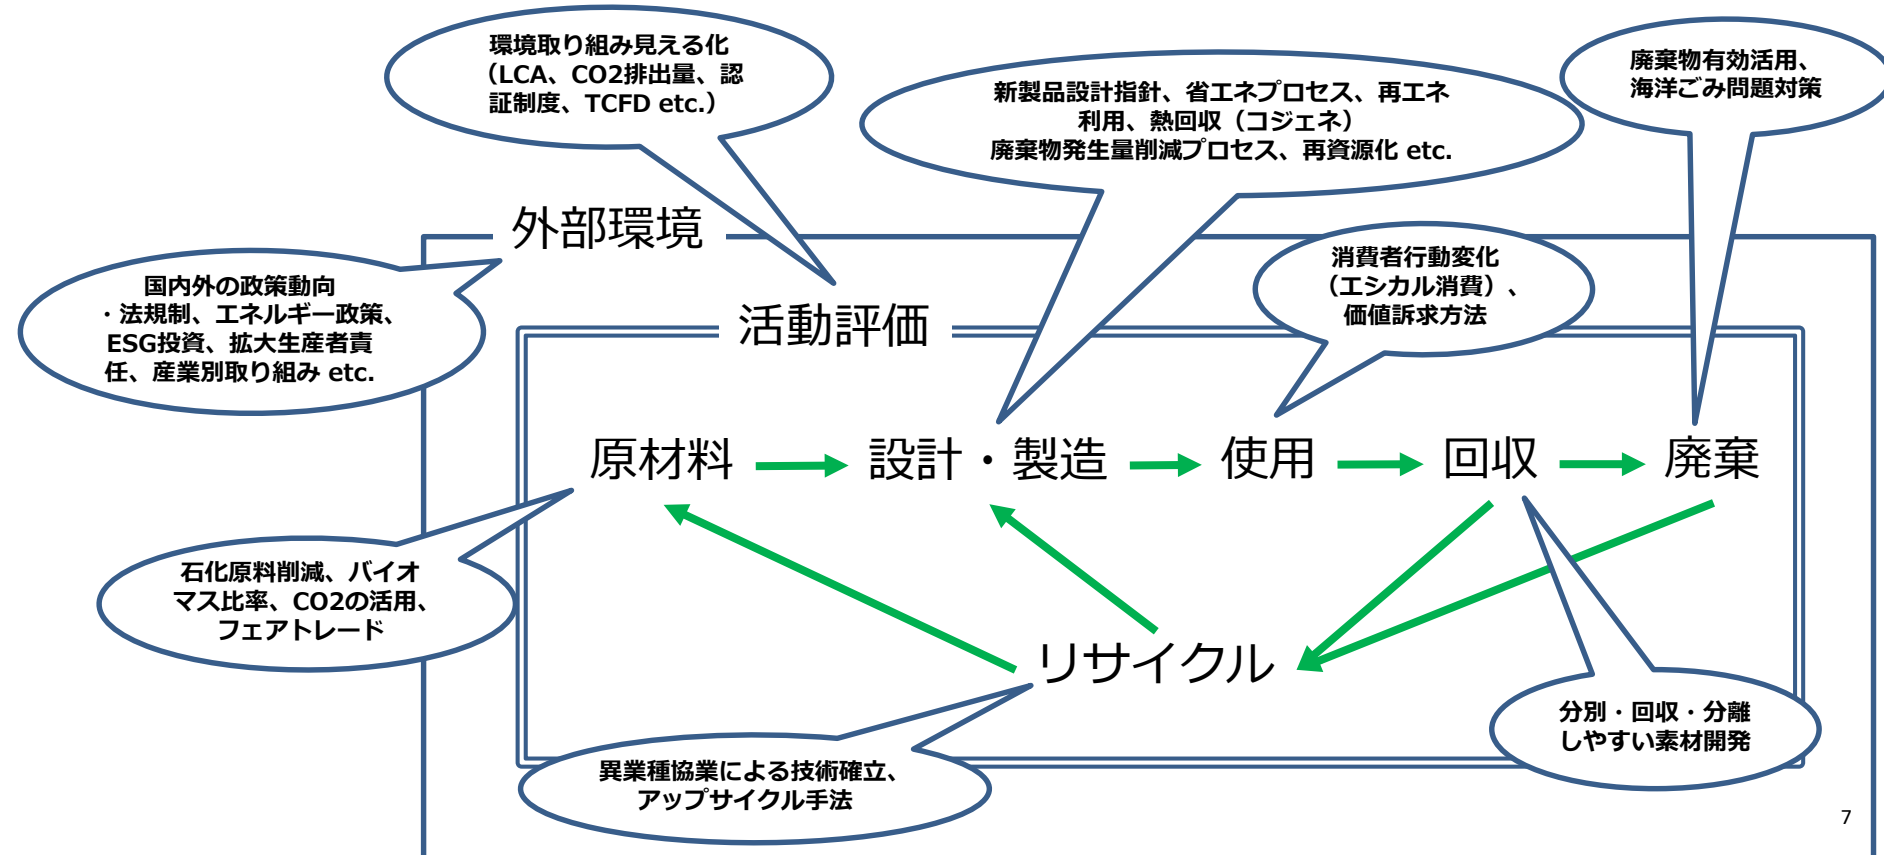 環境取り組み見える化
（LCA、CO2排出量、認
証制度、TCFD etc.）
新製品設計指針、省エネプロセス、再エネ
利用、熱回収（コジェネ）
廃棄物発生量削減プロセス、再資源化 etc.
廃棄物有効活用、
海洋ごみ問題対策
外部環境
国内外の政策動向
・法規制、エネルギー政策、
ESG投資、拡大生産者責
任、産業別取り組み etc.
消費者行動変化
（エシカル消費）、
価値訴求方法
活動評価
原材料
設計・製造
使用
回収
廃棄
石化原料削減、バイオ
マス比率、CO2の活用、
フェアトレード
リサイクル
分別・回収・分離
しやすい素材開発
異業種協業による技術確立、
アップサイクル手法
7